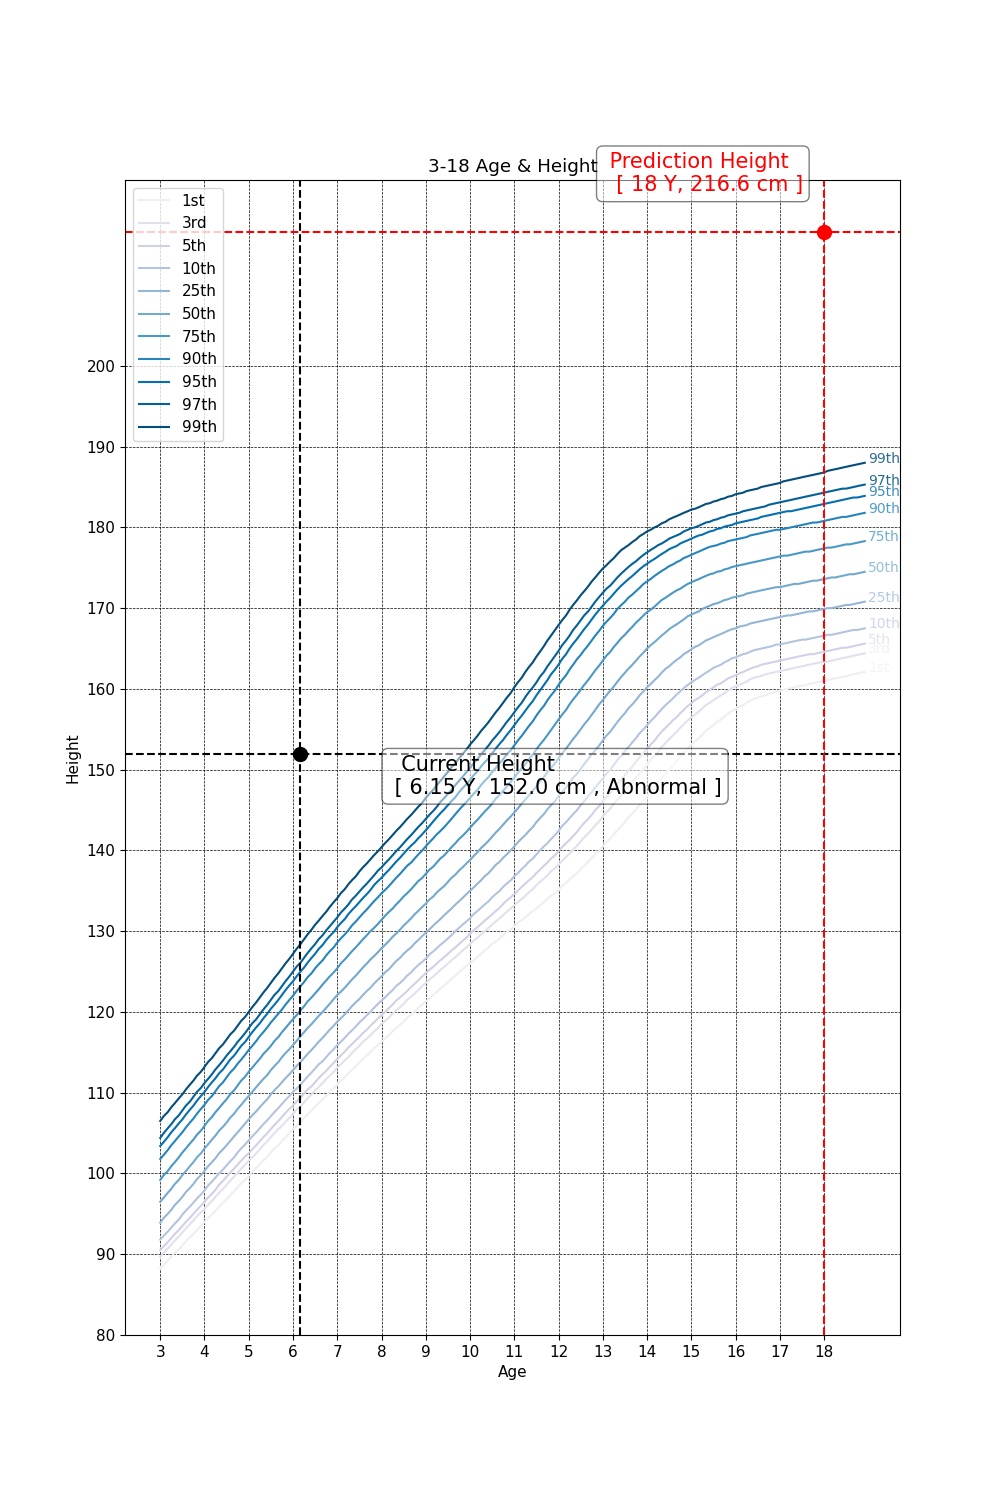 3-18 Age & Height
Prediction Height
[ 18 Y, 216.6 cm ]
1st
3rd
5th
10th
25th
50th
75th
90th
95th
97th
99th
200
190
180
170
160
150
140
130
120
110
100
90
80
Height
99th
97th
95th
90th
75th
50th
25th
10th
5th
3rd
1st
Current Height
[ 6.15 Y, 152.0 cm , Abnormal ]
3 4 5 6 7 8 9 10 11 12 13 14 15 16 17 18
Age